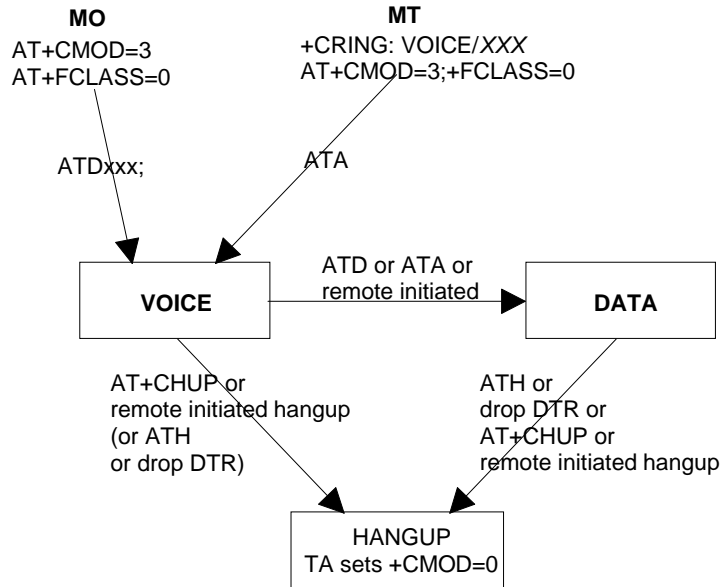 MO
AT+CMOD=3
AT+FCLASS=0
MT
+CRING: VOICE/XXX
AT+CMOD=3;+FCLASS=0
ATDxxx;
ATA
VOICE
ATD or ATA or
remote initiated
DATA
AT+CHUP or
remote initiated hangup
(or ATH
or drop DTR)
ATH or
drop DTR or
AT+CHUP or
remote initiated hangup
HANGUP
TA sets +CMOD=0